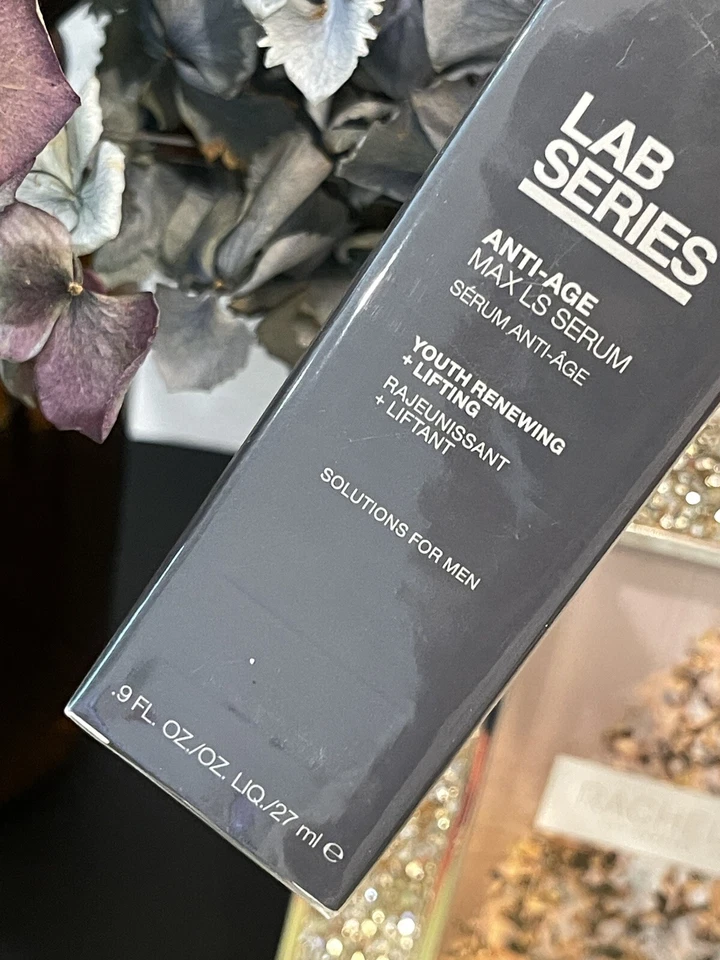 LAB
SERIES
ANTI-AGE
MAX LS SERUM
SÉRUM ANTI-ÂGE
YOUTH RENEWING
+ LIFTING
RAJEUNISSANT
+ LIFTANT
SOLUTIONS FOR MEN
.9 FL. OZ./OZ. LIQ./27 ml ℮
RACHEL